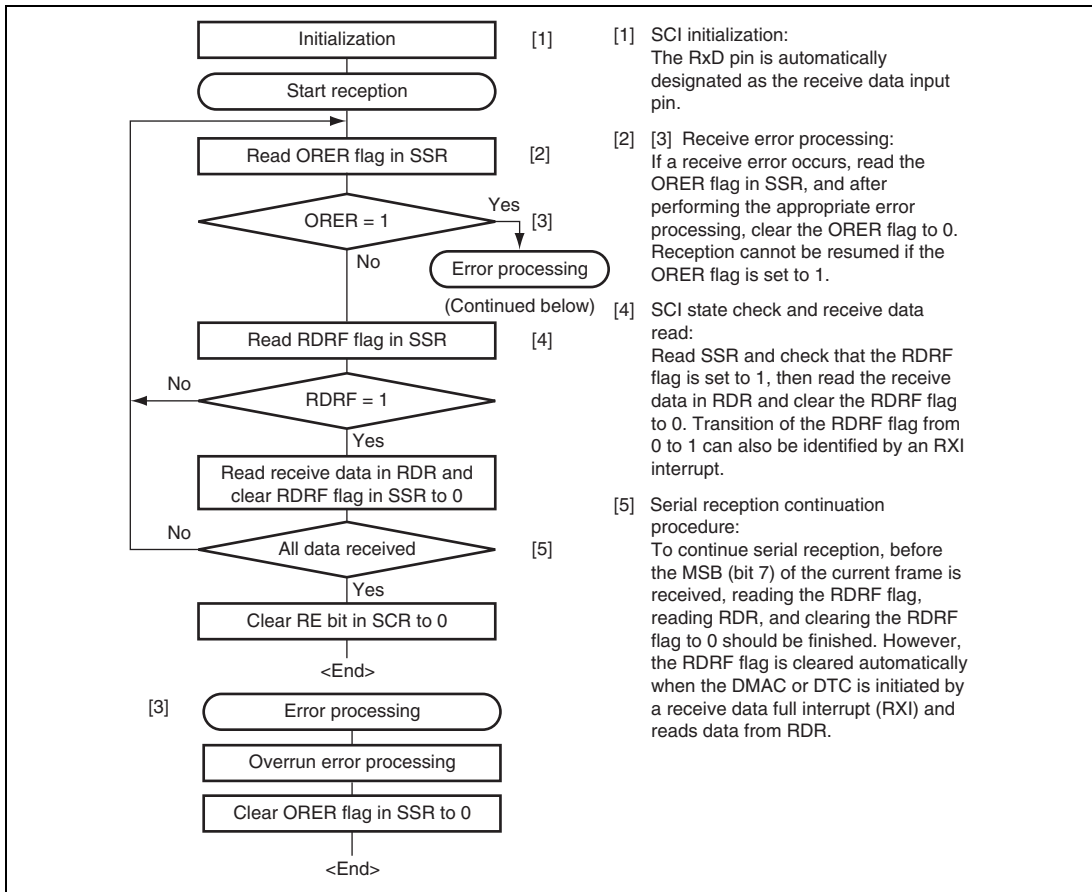 Initialization [1]
Start reception
Read ORER flag in SSR [2]
Yes
ORER = 1 [3]
No
Error processing
(Continued below)
Read RDRF flag in SSR [4]
No
RDRF = 1
Yes
Read receive data in RDR and
clear RDRF flag in SSR to 0
No
All data received [5]
Yes
Clear RE bit in SCR to 0
<End>
[3] Error processing
Overrun error processing
Clear ORER flag in SSR to 0
<End>
[1] SCI initialization:
The RxD pin is automatically
designated as the receive data input
pin.
[2] [3] Receive error processing:
If a receive error occurs, read the
ORER flag in SSR, and after
performing the appropriate error
processing, clear the ORER flag to 0.
Reception cannot be resumed if the
ORER flag is set to 1.
[4] SCI state check and receive data
read:
Read SSR and check that the RDRF
flag is set to 1, then read the receive
data in RDR and clear the RDRF flag
to 0. Transition of the RDRF flag from
0 to 1 can also be identified by an RXI
interrupt.
[5] Serial reception continuation
procedure:
To continue serial reception, before
the MSB (bit 7) of the current frame is
received, reading the RDRF flag,
reading RDR, and clearing the RDRF
flag to 0 should be finished. However,
the RDRF flag is cleared automatically
when the DMAC or DTC is initiated by
a receive data full interrupt (RXI) and
reads data from RDR.